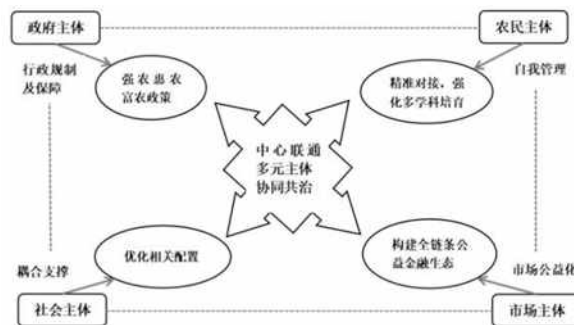 政府主体
农民主体
行政规制
及保障
强农惠农
富农政策
精准对接，强
化多学科培育
自我管理
中心联通
多元主体
协同共治
耦合支撑
优化相关配置
构建全链条公
益金融生态
市场公益化
社会主体
市场主体